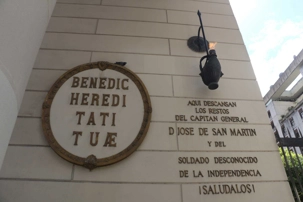 BENEDIC
HEREDI
TATI
TUÆ
AQUI DESCANSAN
LOS RESTOS
DEL CAPITAN GENERAL
D JOSE DE SAN MARTIN
Y DEL
SOLDADO DESCONOCIDO
DE LA INDEPENDENCIA
¡SALUDALOS!